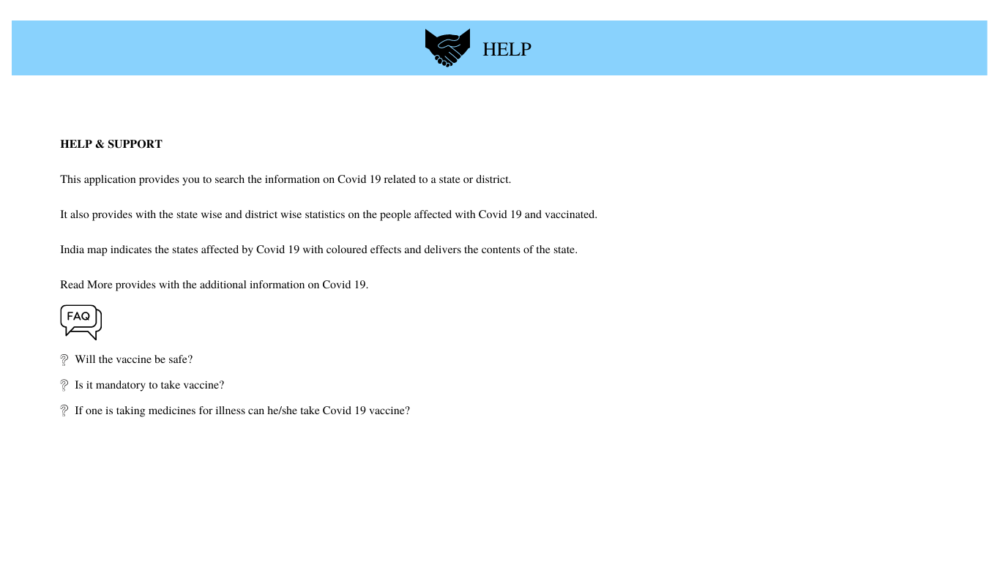 HELP
HELP & SUPPORT
This application provides you to search the information on Covid 19 related to a state or district.
It also provides with the state wise and district wise statistics on the people affected with Covid 19 and vaccinated.
India map indicates the states affected by Covid 19 with coloured effects and delivers the contents of the state.
Read More provides with the additional information on Covid 19.
FAQ
? Will the vaccine be safe?
? Is it mandatory to take vaccine?
? If one is taking medicines for illness can he/she take Covid 19 vaccine?